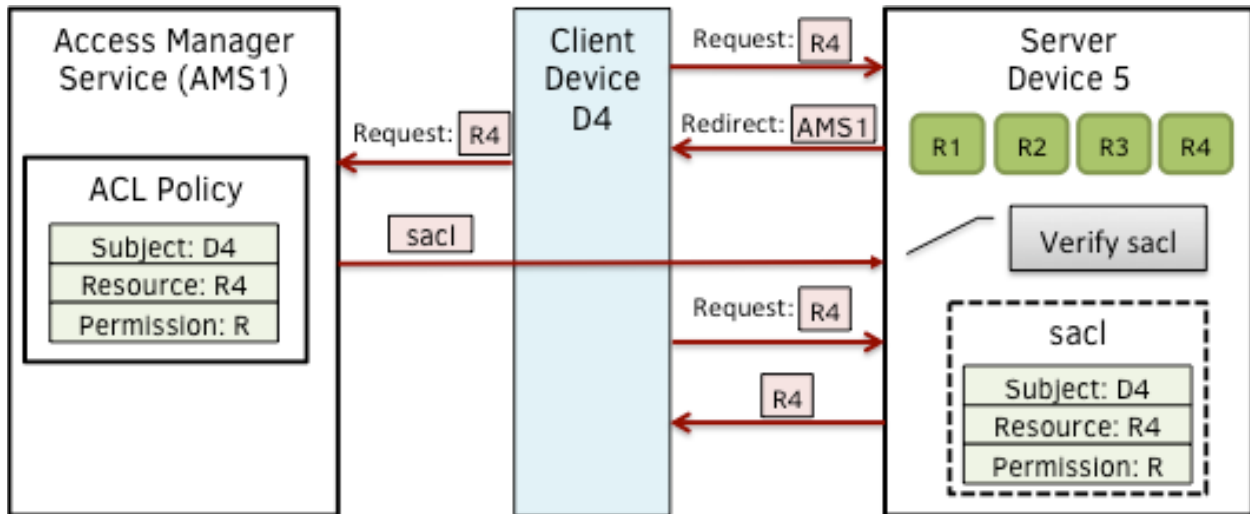 Access Manager
Service (AMS1)
ACL Policy
Subject: D4
Resource: R4
Permission: R
Client
Device
D4
Request: R4
Redirect: AMS1
Request: R4
sacl
Request: R4
R4
Server
Device 5
R1 R2 R3 R4
Verify sacl
sacl
Subject: D4
Resource: R4
Permission: R